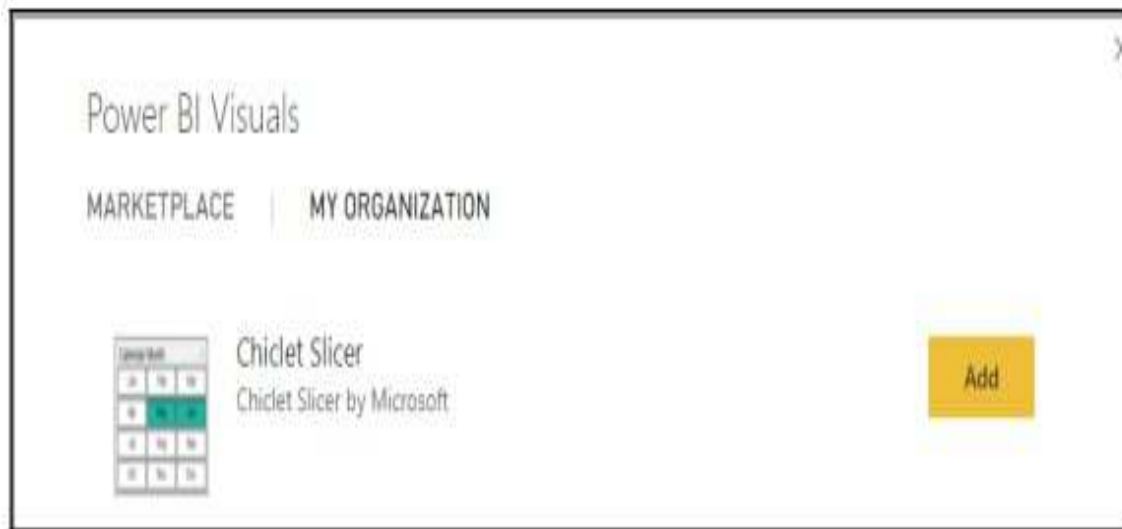 Power BI Visuals
MARKETPLACE | MY ORGANIZATION
Chiclet Slicer
Chiclet Slicer by Microsoft
Add